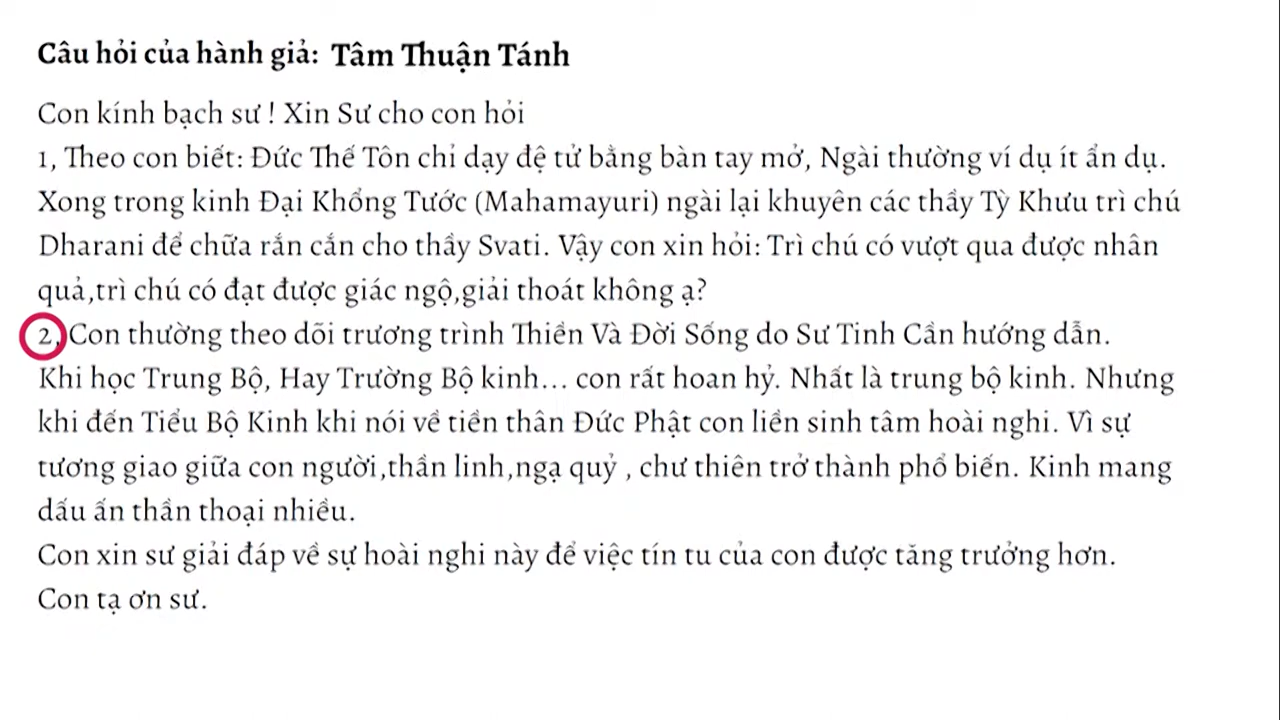 Câu hỏi của hành giả: Tâm Thuận Tánh
Con kính bạch sư ! Xin Sư cho con hỏi
1, Theo con biết: Đức Thế Tôn chỉ dạy đệ tử bằng bàn tay mở, Ngài thường ví dụ ít ẩn dụ.
Xong trong kinh Đại Khổng Tước (Mahamayuri) ngài lại khuyên các thầy Tỳ Khưu trì chú
Dharani để chữa rắn cắn cho thầy Svati. Vậy con xin hỏi: Trì chú có vượt qua được nhân
quả,trì chú có đạt được giác ngộ,giải thoát không ạ?
2, Con thường theo dõi trương trình Thiền Và Đời Sống do Sư Tinh Cần hướng dẫn.
Khi học Trung Bộ, Hay Trường Bộ kinh... con rất hoan hỷ. Nhất là trung bộ kinh. Nhưng
khi đến Tiểu Bộ Kinh khi nói về tiền thân Đức Phật con liền sinh tâm hoài nghi. Vì sự
tương giao giữa con người,thần linh,ngạ quỷ , chư thiên trở thành phổ biến. Kinh mang
dấu ấn thần thoại nhiều.
Con xin sư giải đáp về sự hoài nghi này để việc tín tu của con được tăng trưởng hơn.
Con tạ ơn sư.